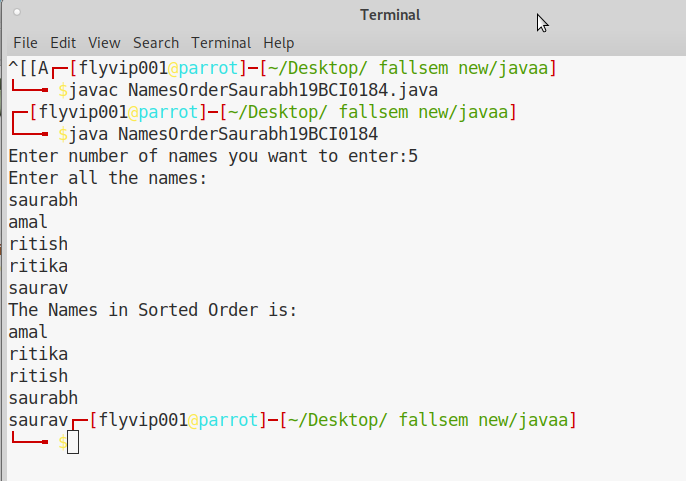 Terminal
File Edit View Search Terminal Help
^[[A┌─[flyvip001@parrot]─[~/Desktop/ fallsem new/javaa]
└──╼ $javac NamesOrderSaurabh19BCI0184.java
┌─[flyvip001@parrot]─[~/Desktop/ fallsem new/javaa]
└──╼ $java NamesOrderSaurabh19BCI0184
Enter number of names you want to enter:5
Enter all the names:
saurabh
amal
ritish
ritika
saurav
The Names in Sorted Order is:
amal
ritika
ritish
saurabh
saurav┌─[flyvip001@parrot]─[~/Desktop/ fallsem new/javaa]
└──╼ $